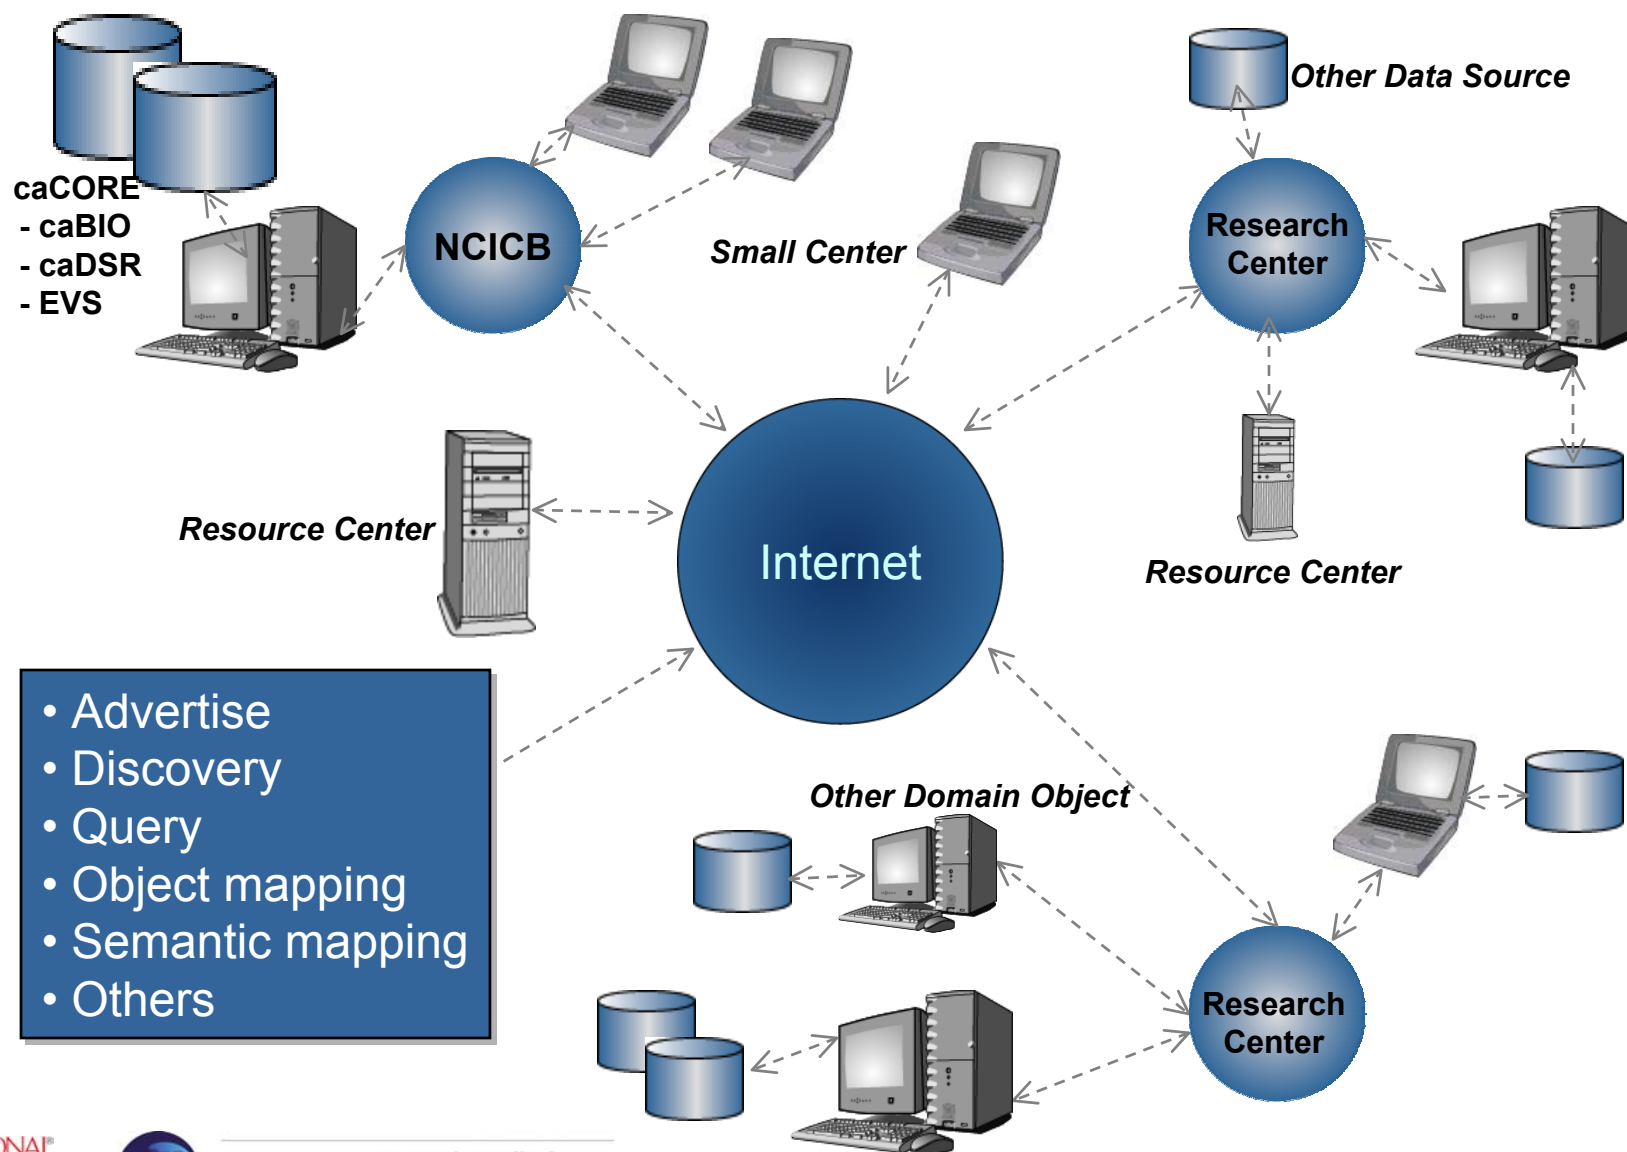 Other Data Source
caCORE
- caBIO
- caDSR
- EVS
NCICB
Small Center
Research
Center
Resource Center
Internet
Resource Center
• Advertise
• Discovery
• Query
• Object mapping
• Semantic mapping
• Others
Other Domain Object
Research
Center